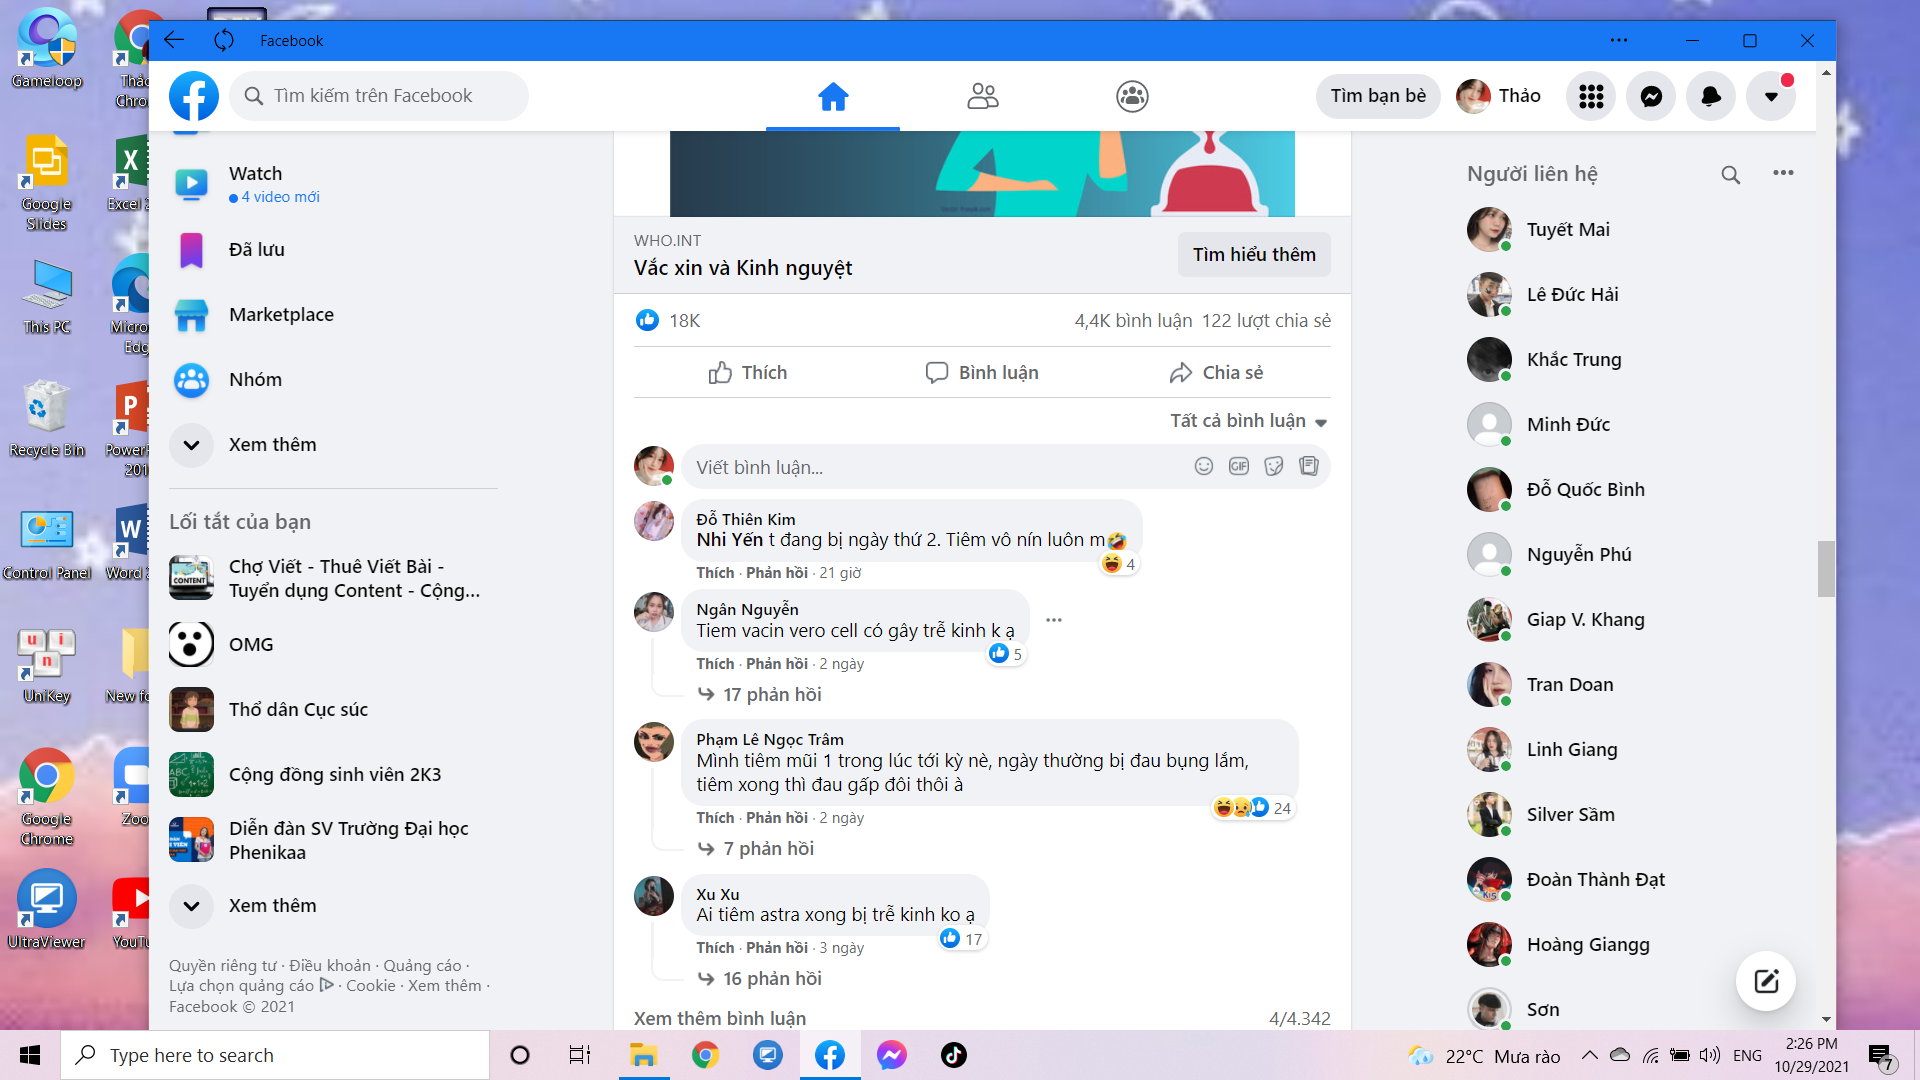 Gameloop
Google
Slides
Excel 2
This PC
Recycle Bin
201
Control Panel
Word 2
UniKey
New fo
Google
Chrome
Zoo
UltraViewer
YouTu
Facebook
Tìm kiếm trên Facebook
Tìm bạn bè
Thảo
Watch
4 video mới
Đã lưu
Marketplace
Nhóm
Xem thêm
Lối tắt của bạn
CONTENT
Chợ Viết - Thuê Viết Bài -
Tuyển dụng Content - Cộng...
OMG
Thổ dân Cục súc
Cộng đồng sinh viên 2K3
Diễn đàn SV Trường Đại học
Phenikaa
Xem thêm
Quyền riêng tư · Điều khoản · Quảng cáo ·
Lựa chọn quảng cáo · Cookie · Xem thêm ·
Facebook © 2021
WHO.INT
Vắc xin và Kinh nguyệt
Tìm hiểu thêm
18K
4,4K bình luận 122 lượt chia sẻ
Thích
Bình luận
Chia sẻ
Tất cả bình luận
Viết bình luận...
GIF
Đỗ Thiên Kim
Nhi Yến t đang bị ngày thứ 2. Tiêm vô nín luôn m🤣
4
Thích · Phản hồi · 21 giờ
Ngân Nguyễn
Tiem vacin vero cell có gây trễ kinh k ạ
5
Thích · Phản hồi · 2 ngày
17 phản hồi
Phạm Lê Ngọc Trâm
Mình tiêm mũi 1 trong lúc tới kỳ nè, ngày thường bị đau bụng lắm,
tiêm xong thì đau gấp đôi thôi à
24
Thích · Phản hồi · 2 ngày
7 phản hồi
Xu Xu
Ai tiêm astra xong bị trễ kinh ko ạ
17
Thích · Phản hồi · 3 ngày
16 phản hồi
Xem thêm bình luận
4/4.342
Người liên hệ
Tuyết Mai
Lê Đức Hải
Khắc Trung
Minh Đức
Đỗ Quốc Bình
Nguyễn Phú
Giap V. Khang
Tran Doan
Linh Giang
Silver Sầm
Đoàn Thành Đạt
Hoàng Giangg
Sơn
Type here to search
22°C Mưa rào
ENG
2:26 PM
10/29/2021
7